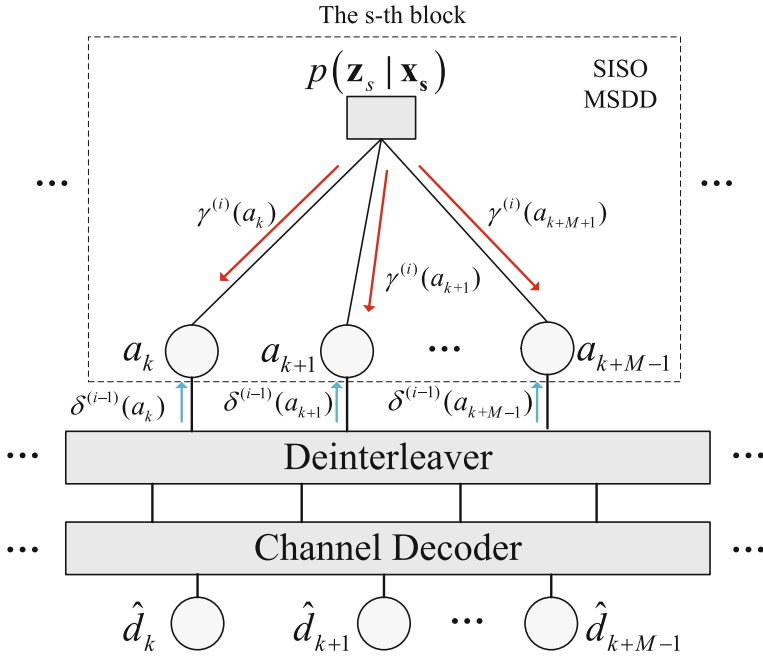 The s-th block
p(z_s | x_s)
SISO
MSDD
...
...
γ^(i)(a_k)
γ^(i)(a_{k+M+1})
γ^(i)(a_{k+1})
a_k
a_{k+1}
...
a_{k+M-1}
δ^(i-1)(a_k)
δ^(i-1)(a_{k+1})
δ^(i-1)(a_{k+M-1})
...
Deinterleaver
...
...
Channel Decoder
...
d̂_k
d̂_{k+1}
...
d̂_{k+M-1}